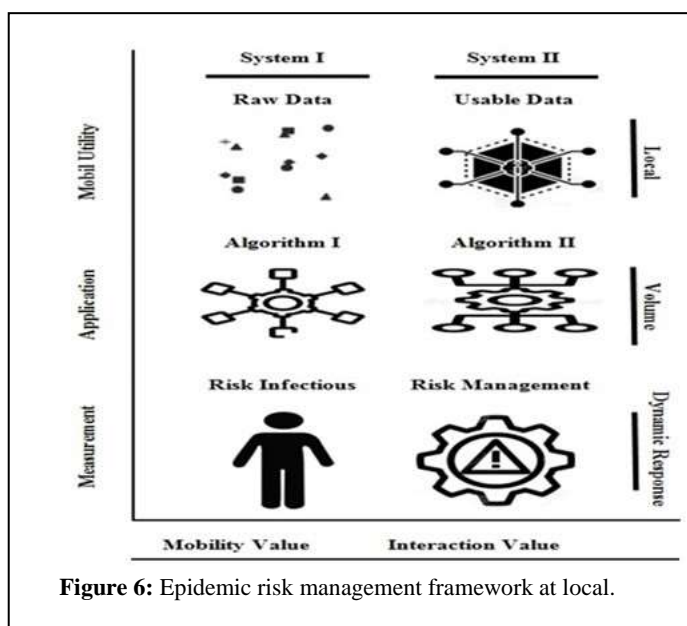 System I System II
Raw Data Usable Data
Mobil Utility
Local
Algorithm I Algorithm II
Application
Volume
Risk Infectious Risk Management
Measurement
Dynamic Response
Mobility Value Interaction Value
Figure 6: Epidemic risk management framework at local.